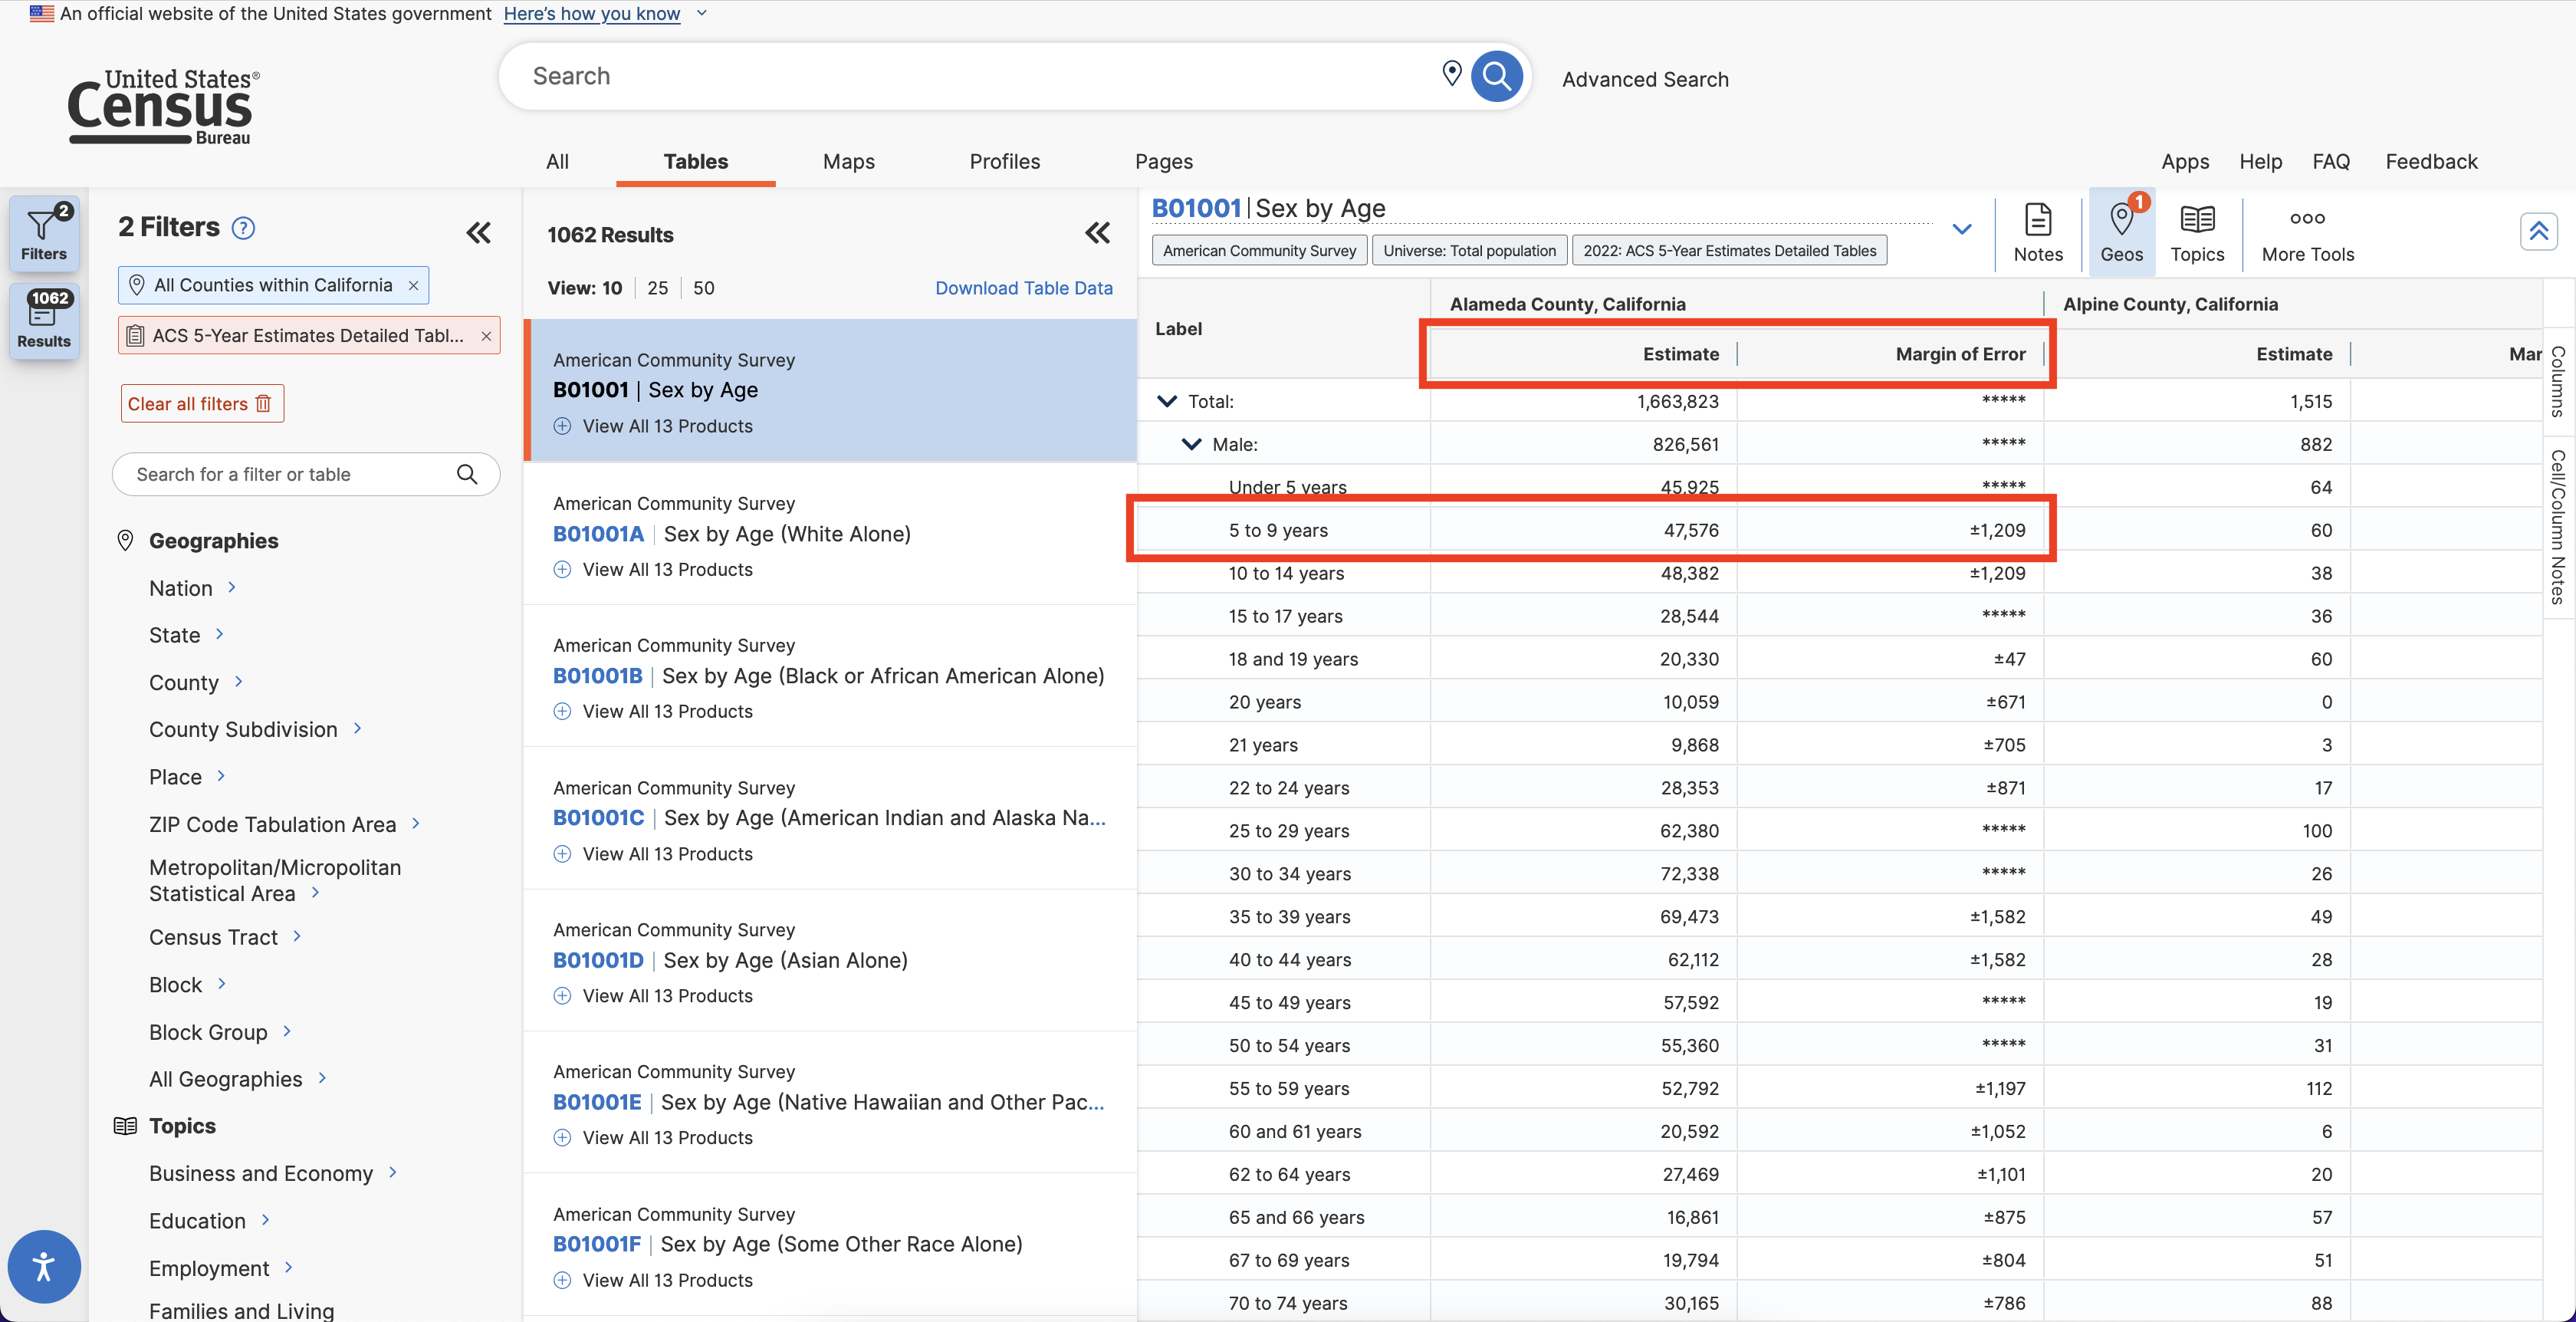 An official website of the United States government Here's how you know
United States®
Census
Bureau
Search
Advanced Search
All Tables Maps Profiles Pages
Apps Help FAQ Feedback
2
Filters
1062
Results
2 Filters ?
All Counties within California ×
ACS 5-Year Estimates Detailed Tabl... ×
Clear all filters
Search for a filter or table
Geographies
Nation
State
County
County Subdivision
Place
ZIP Code Tabulation Area
Metropolitan/Micropolitan
Statistical Area
Census Tract
Block
Block Group
All Geographies
Topics
Business and Economy
Education
Employment
Families and Living
1062 Results
View: 10 | 25 | 50 Download Table Data
American Community Survey
B01001 | Sex by Age
View All 13 Products
American Community Survey
B01001A | Sex by Age (White Alone)
View All 13 Products
American Community Survey
B01001B | Sex by Age (Black or African American Alone)
View All 13 Products
American Community Survey
B01001C | Sex by Age (American Indian and Alaska Na...
View All 13 Products
American Community Survey
B01001D | Sex by Age (Asian Alone)
View All 13 Products
American Community Survey
B01001E | Sex by Age (Native Hawaiian and Other Pac...
View All 13 Products
American Community Survey
B01001F | Sex by Age (Some Other Race Alone)
View All 13 Products
B01001 | Sex by Age
American Community Survey Universe: Total population 2022: ACS 5-Year Estimates Detailed Tables
Notes
1
Geos
Topics
More Tools
Alameda County, California Alpine County, California
Label
Estimate Margin of Error Estimate Mar
Total: 1,663,823 ***** 1,515
Male: 826,561 ***** 882
Under 5 years 45,925 ***** 64
5 to 9 years 47,576 ±1,209 60
10 to 14 years 48,382 ±1,209 38
15 to 17 years 28,544 ***** 36
18 and 19 years 20,330 ±47 60
20 years 10,059 ±671 0
21 years 9,868 ±705 3
22 to 24 years 28,353 ±871 17
25 to 29 years 62,380 ***** 100
30 to 34 years 72,338 ***** 26
35 to 39 years 69,473 ±1,582 49
40 to 44 years 62,112 ±1,582 28
45 to 49 years 57,592 ***** 19
50 to 54 years 55,360 ***** 31
55 to 59 years 52,792 ±1,197 112
60 and 61 years 20,592 ±1,052 6
62 to 64 years 27,469 ±1,101 20
65 and 66 years 16,861 ±875 57
67 to 69 years 19,794 ±804 51
70 to 74 years 30,165 ±786 88
Columns
Cell/Column Notes